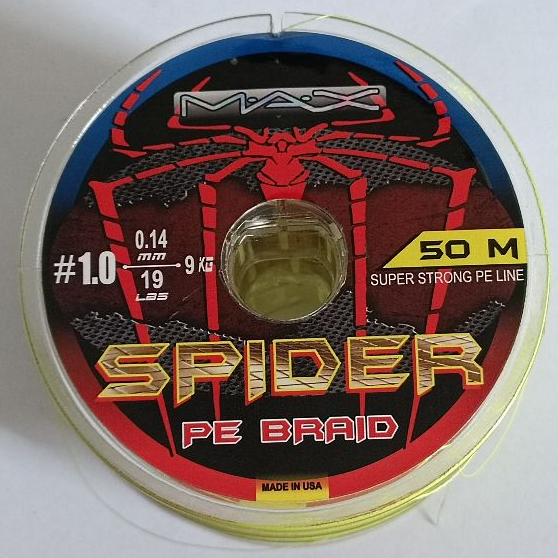 MAX
50 M
SUPER STRONG PE LINE
#1.0
0.14
mm
19
LBS
9 KG
SPIDER
PE BRAID
MADE IN USA